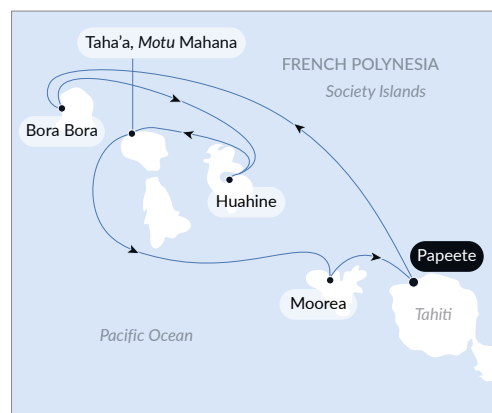 Taha'a, Motu Mahana
FRENCH POLYNESIA
Society Islands
Bora Bora
Huahine
Papeete
Moorea
Tahiti
Pacific Ocean